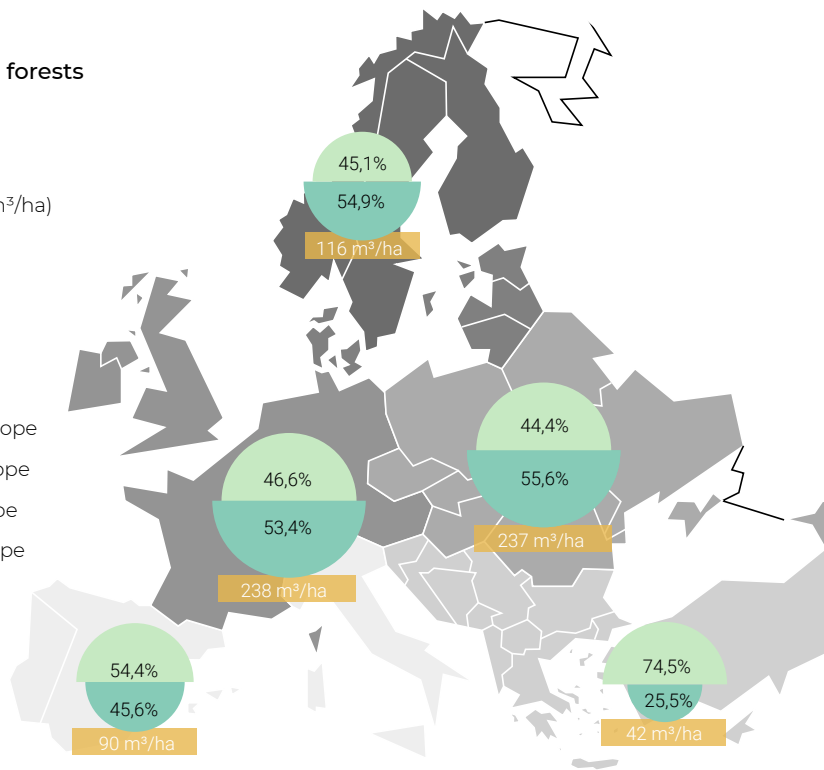 forests
m³/ha)
ope
ope
pe
pe
45,1%
54,9%
116 m³/ha
44,4%
55,6%
237 m³/ha
46,6%
53,4%
238 m³/ha
54,4%
45,6%
90 m³/ha
74,5%
25,5%
42 m³/ha